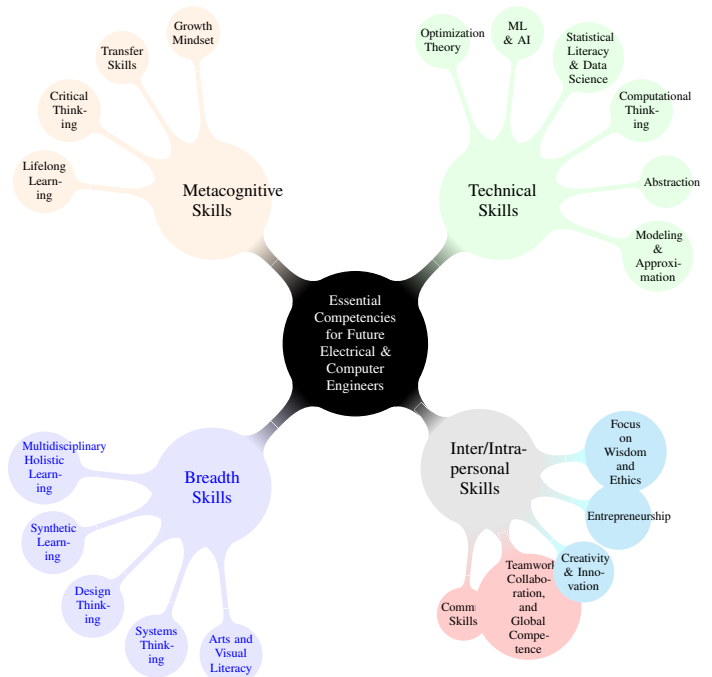 Growth
Mindset
Transfer
Skills
Critical
Think-
ing
Lifelong
Learn-
ing
Metacognitive
Skills
Optimization
Theory
ML
& AI
Statistical
Literacy
& Data
Science
Computational
Think-
ing
Abstraction
Modeling
&
Approxi-
mation
Technical
Skills
Essential
Competencies
for Future
Electrical &
Computer
Engineers
Multidisciplinary
Holistic
Learn-
ing
Synthetic
Learn-
ing
Design
Think-
ing
Systems
Think-
ing
Arts and
Visual
Literacy
Breadth
Skills
Inter/Intra-
personal
Skills
Focus
on
Wisdom
and
Ethics
Entrepreneurship
Creativity
& Inno-
vation
Teamwork
Collabo-
ration,
and
Global
Compe-
tence
Comm
Skills